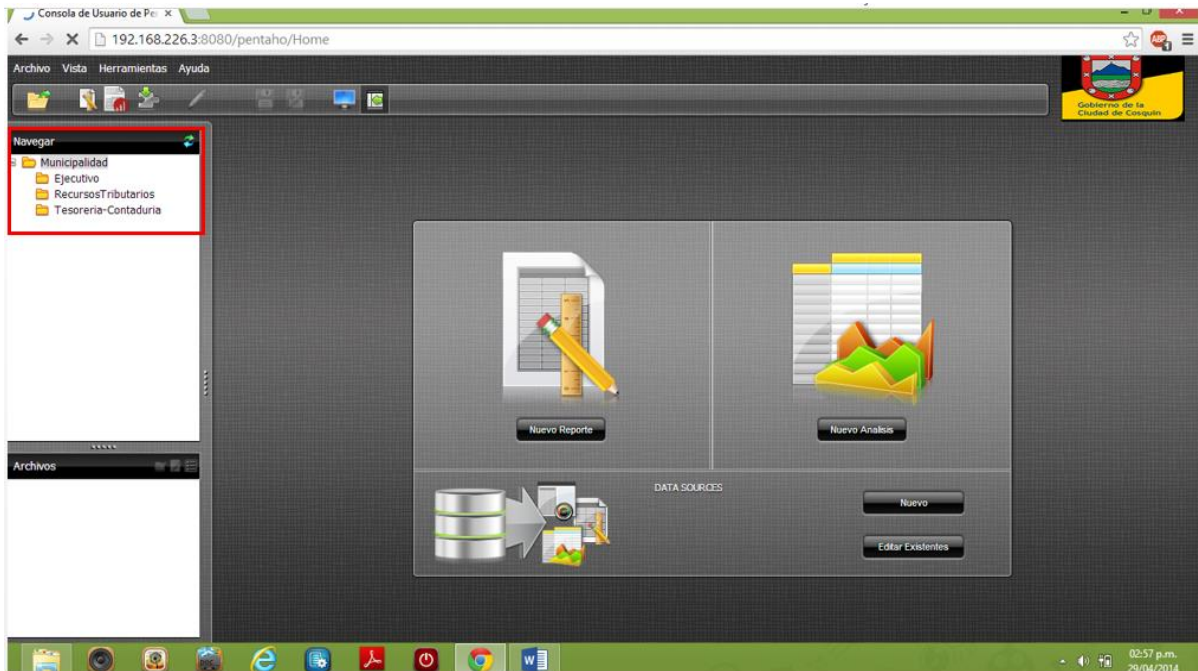 Consola de Usuario de Pe
192.168.226.3:8080/pentaho/Home
ABP
1
Archivo Vista Herramientas Ayuda
Gobierno de la
Ciudad de Cosquin
Navegar
Municipalidad
Ejecutivo
RecursosTributarios
Tesoreria-Contaduria
Nuevo Reporte
Nuevo Analisis
Archivos
DATA SOURCES
Nuevo
Editar Existentes
02:57 p.m.
29/04/2014